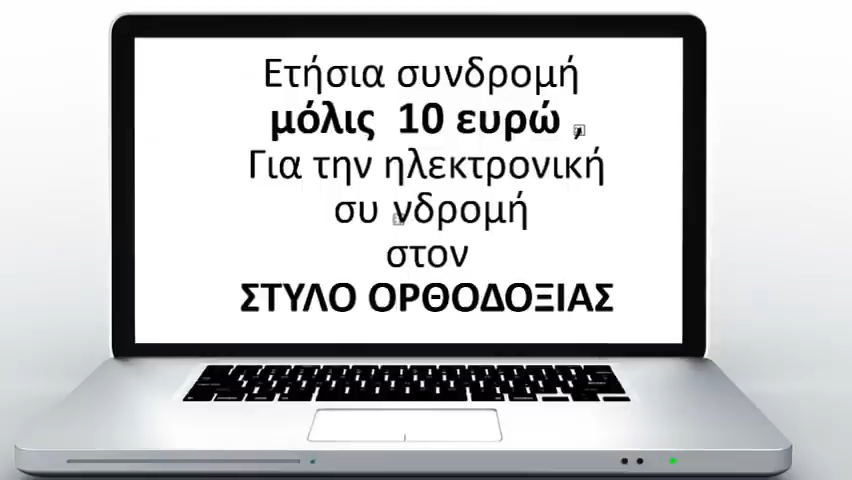 Ετήσια συνδρομή
μόλις 10 ευρώ ,
Για την ηλεκτρονική
συ νδρομή
στον
ΣΤΥΛΟ ΟΡΘΟΔΟΞΙΑΣ